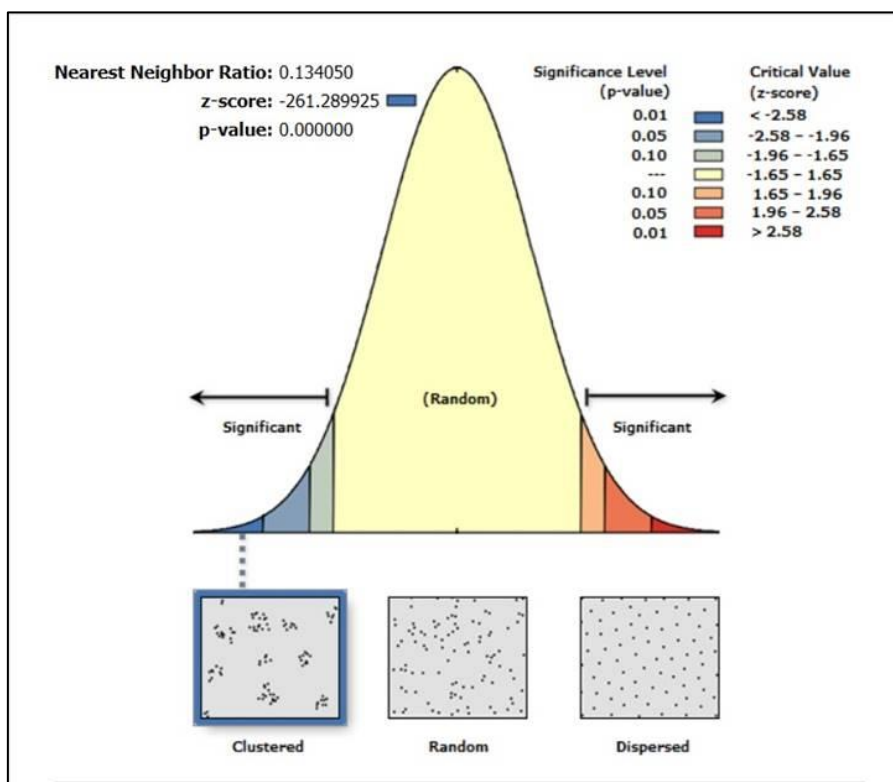 Nearest Neighbor Ratio: 0.134050
z-score: -261.289925
p-value: 0.000000
Significance Level Critical Value
(p-value) (z-score)
0.01 < -2.58
0.05 -2.58 – -1.96
0.10 -1.96 – -1.65
--- -1.65 – 1.65
0.10 1.65 – 1.96
0.05 1.96 – 2.58
0.01 > 2.58
(Random)
Significant Significant
Clustered Random Dispersed